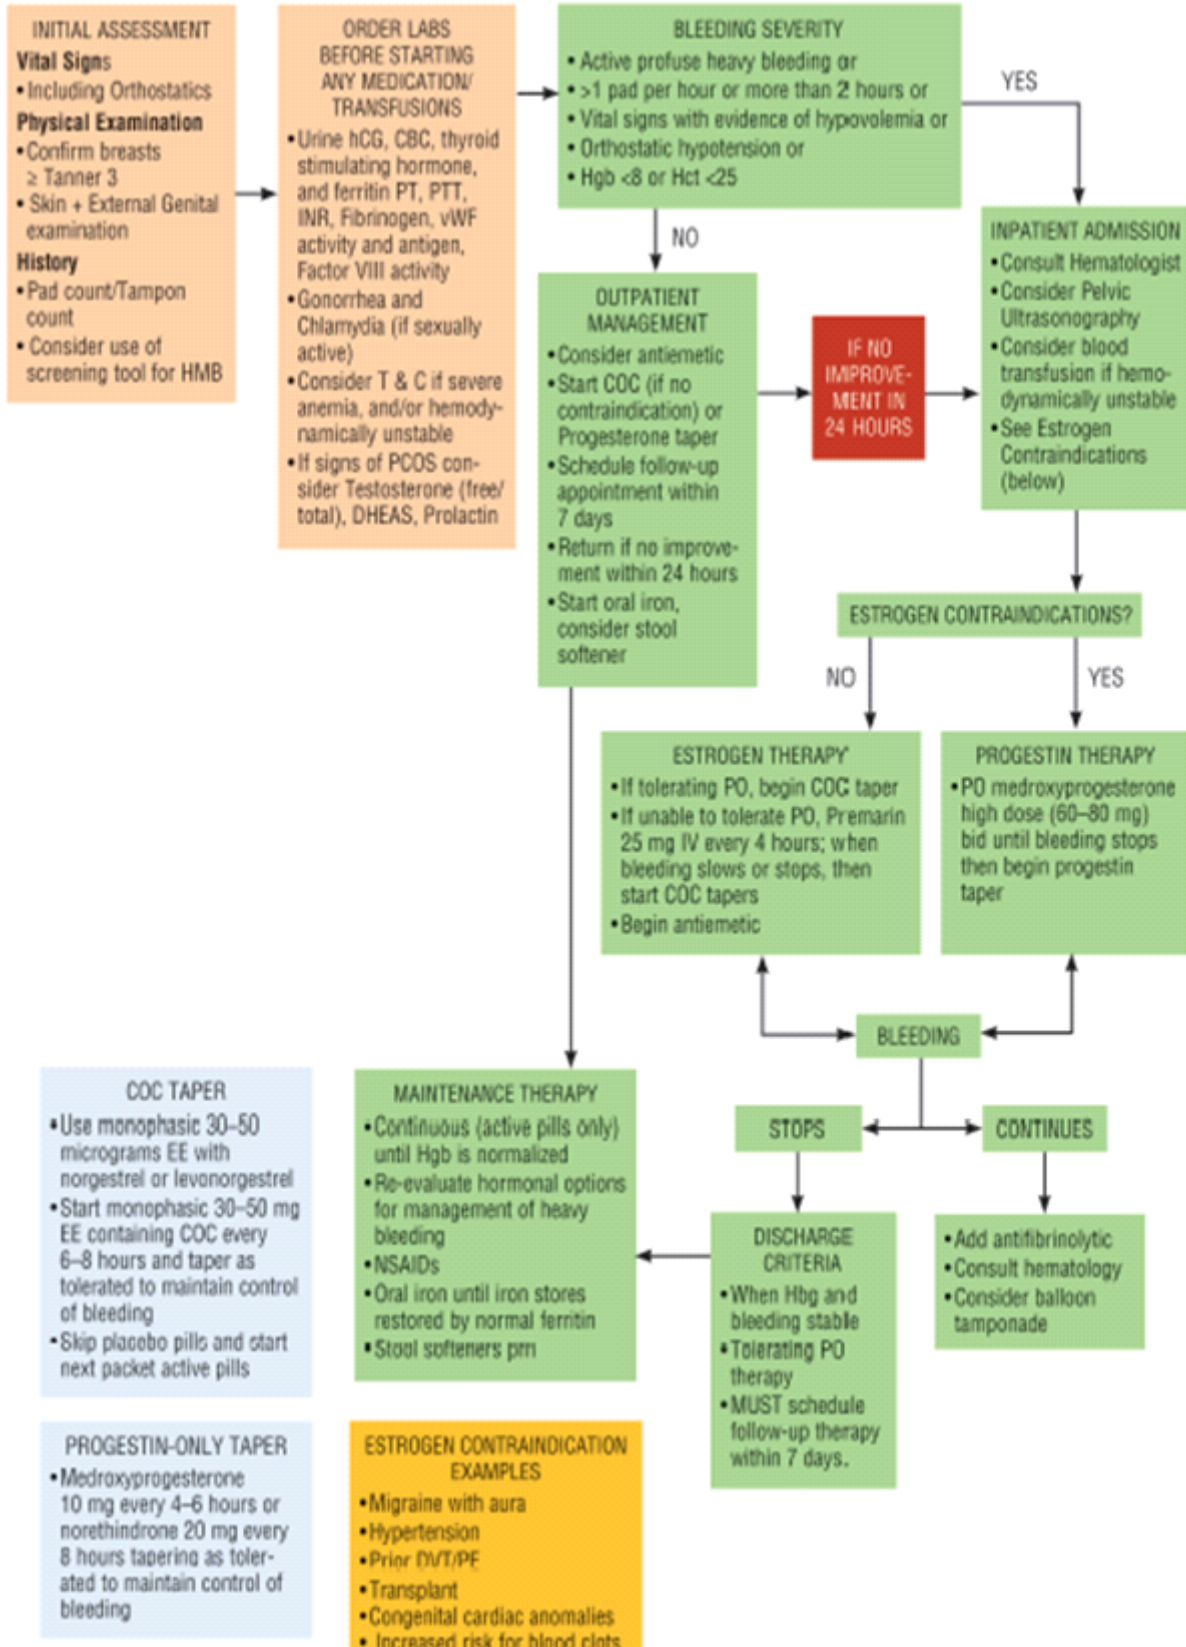 INITIAL ASSESSMENT
Vital Signs
• Including Orthostatics
Physical Examination
• Confirm breasts
≥ Tanner 3
• Skin + External Genital
examination
History
• Pad count/Tampon
count
• Consider use of
screening tool for HMB
ORDER LABS
BEFORE STARTING
ANY MEDICATION/
TRANSFUSIONS
• Urine hCG, CBC, thyroid
stimulating hormone,
and ferritin PT, PTT,
INR, Fibrinogen, vWF
activity and antigen,
Factor VIII activity
• Gonorrhea and
Chlamydia (if sexually
active)
• Consider T & C if severe
anemia, and/or hemody-
namically unstable
• If signs of PCOS con-
sider Testosterone (free/
total), DHEAS, Prolactin
BLEEDING SEVERITY
• Active profuse heavy bleeding or
• >1 pad per hour or more than 2 hours or
• Vital signs with evidence of hypovolemia or
• Orthostatic hypotension or
• Hgb <8 or Hct <25
YES
NO
OUTPATIENT
MANAGEMENT
• Consider antiemetic
• Start COC (if no
contraindication) or
Progesterone taper
• Schedule follow-up
appointment within
7 days
• Return if no improve-
ment within 24 hours
• Start oral iron,
consider stool
softener
IF NO
IMPROVE-
MENT IN
24 HOURS
INPATIENT ADMISSION
• Consult Hematologist
• Consider Pelvic
Ultrasonography
• Consider blood
transfusion if hemo-
dynamically unstable
• See Estrogen
Contraindications
(below)
ESTROGEN CONTRAINDICATIONS?
NO
YES
ESTROGEN THERAPY
• If tolerating PO, begin COC taper
• If unable to tolerate PO, Premarin
25 mg IV every 4 hours; when
bleeding slows or stops, then
start COC tapers
• Begin antiemetic
PROGESTIN THERAPY
• PO medroxyprogesterone
high dose (60–80 mg)
bid until bleeding stops
then begin progestin
taper
BLEEDING
STOPS
CONTINUES
DISCHARGE
CRITERIA
• When Hbg and
bleeding stable
• Tolerating PO
therapy
• MUST schedule
follow-up therapy
within 7 days.
• Add antifibrinolytic
• Consult hematology
• Consider balloon
tamponade
MAINTENANCE THERAPY
• Continuous (active pills only)
until Hgb is normalized
• Re-evaluate hormonal options
for management of heavy
bleeding
• NSAIDs
• Oral iron until iron stores
restored by normal ferritin
• Stool softeners prn
COC TAPER
• Use monophasic 30–50
micrograms EE with
norgestrel or levonorgestrel
• Start monophasic 30–50 mg
EE containing COC every
6–8 hours and taper as
tolerated to maintain control
of bleeding
• Skip placebo pills and start
next packet active pills
PROGESTIN-ONLY TAPER
• Medroxyprogesterone
10 mg every 4–6 hours or
norethindrone 20 mg every
8 hours tapering as toler-
ated to maintain control of
bleeding
ESTROGEN CONTRAINDICATION
EXAMPLES
• Migraine with aura
• Hypertension
• Prior DVT/PE
• Transplant
• Congenital cardiac anomalies
• Increased risk for blood clots